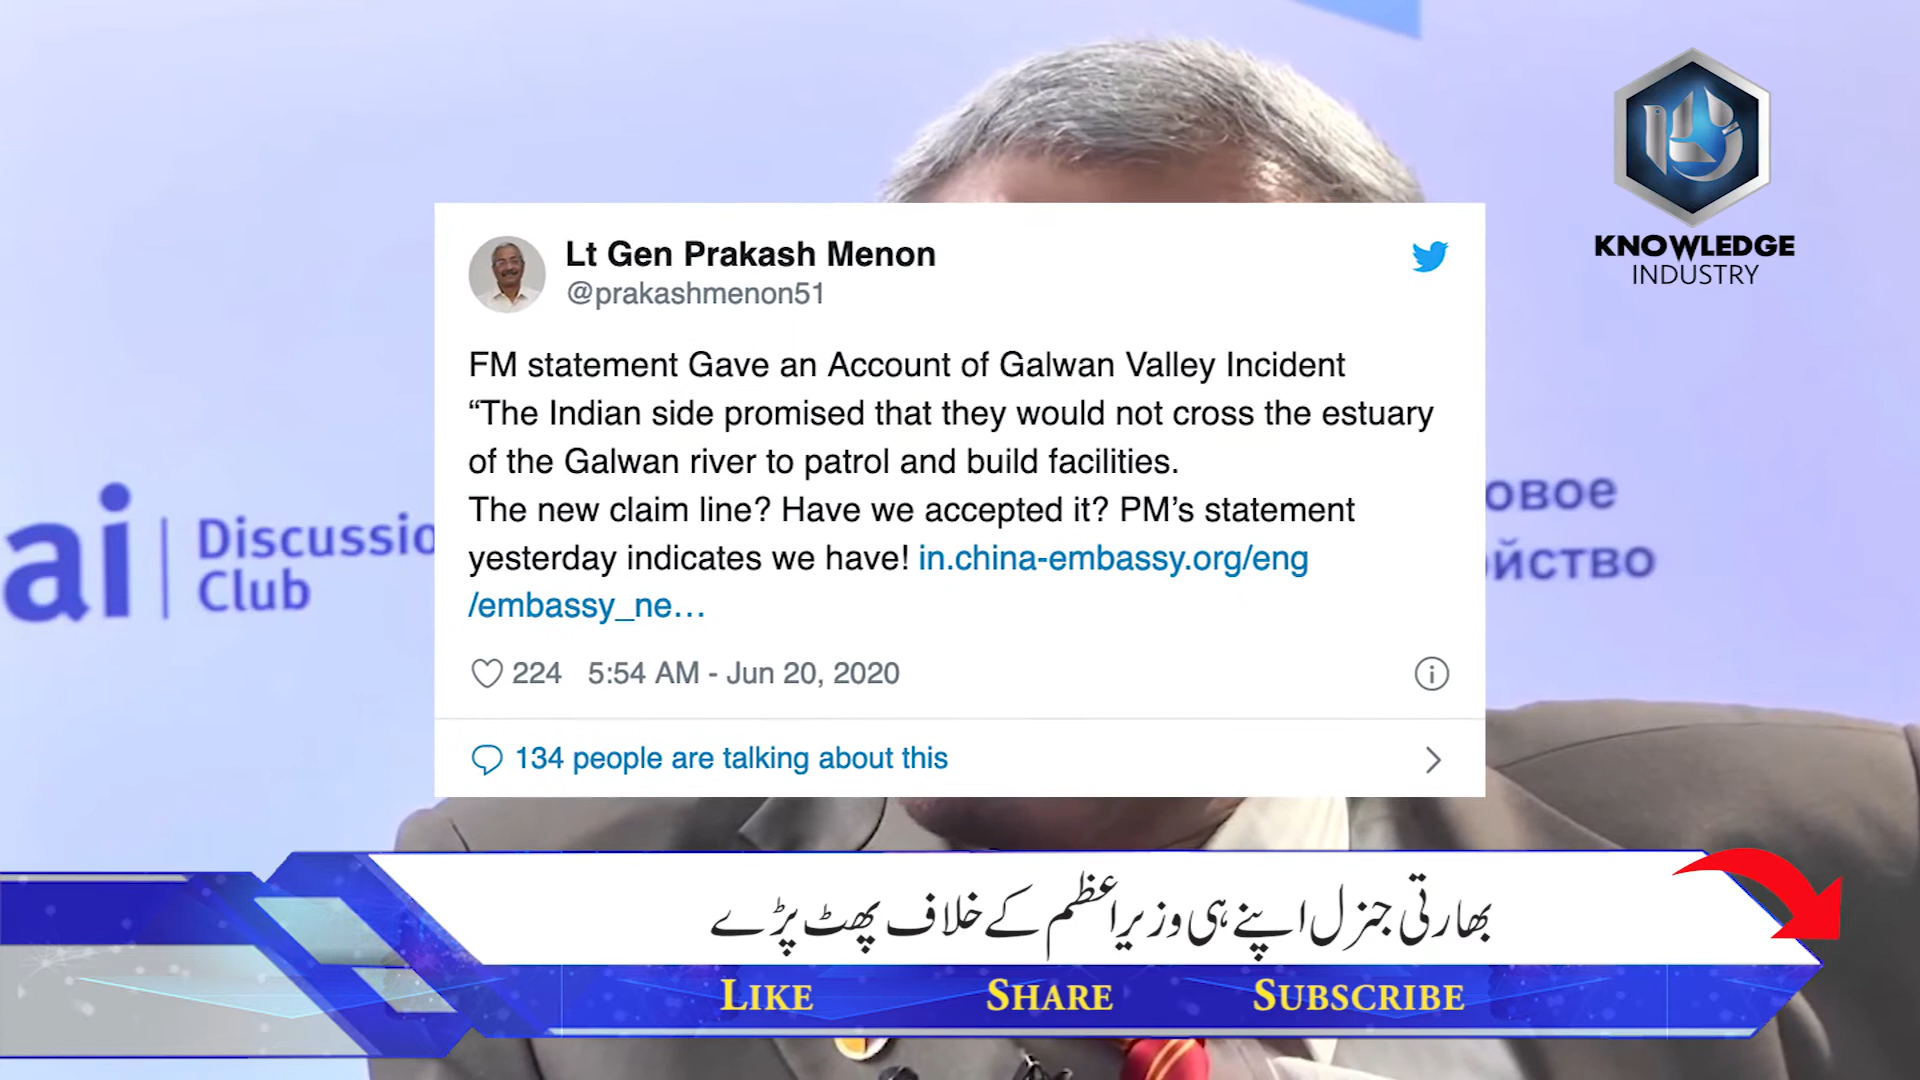 KNOWLEDGE
INDUSTRY
Lt Gen Prakash Menon
@prakashmenon51
FM statement Gave an Account of Galwan Valley Incident
“The Indian side promised that they would not cross the estuary
of the Galwan river to patrol and build facilities.
The new claim line? Have we accepted it? PM’s statement
yesterday indicates we have! in.china-embassy.org/eng
/embassy_ne…
224 5:54 AM - Jun 20, 2020
134 people are talking about this
ai Discussio
Club
овое
йство
بھارتی جنرل اپنے ہی وزیراعظم کے خلاف پھٹ پڑے
LIKE SHARE SUBSCRIBE